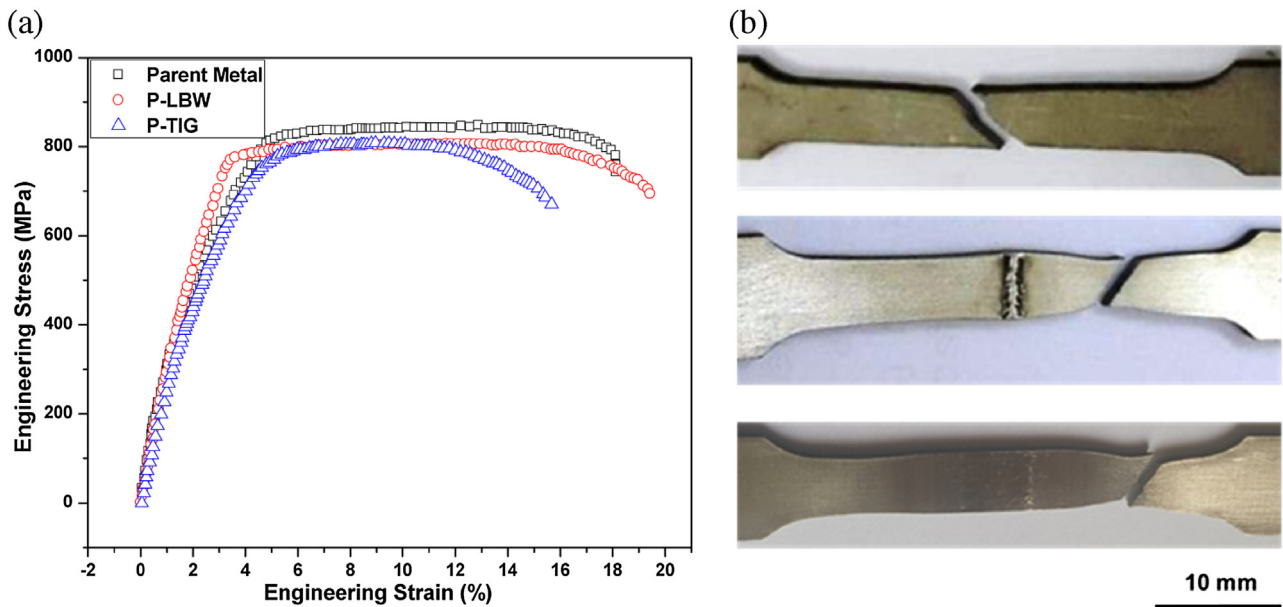 (a)
1000
800
600
400
200
0
Engineering Stress (MPa)
Parent Metal
P-LBW
P-TIG
-2 0 2 4 6 8 10 12 14 16 18 20
Engineering Strain (%)
(b)
10 mm